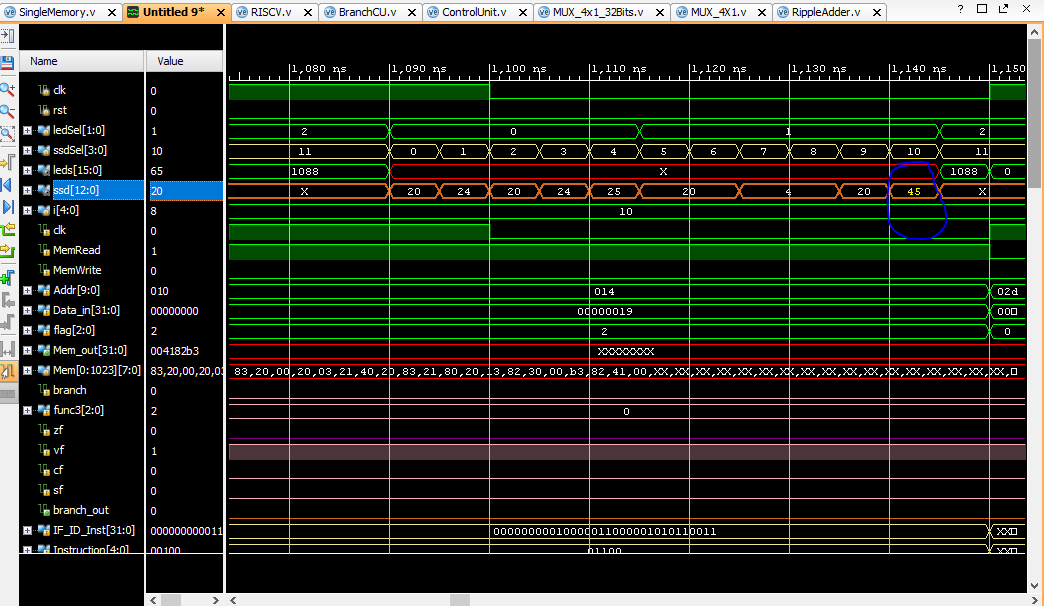 SingleMemory.v Untitled 9* RISCV.v BranchCU.v ControlUnit.v MUX_4x1_32Bits.v MUX_4X1.v RippleAdder.v ?
Name Value 1,080 ns 1,090 ns 1,100 ns 1,110 ns 1,120 ns 1,130 ns 1,140 ns 1,150
clk 0
rst 0
ledSel[1:0] 1 2 0 1 2
ssdSel[3:0] 10 11 0 1 2 3 4 5 6 7 8 9 10 11
leds[15:0] 65 1088 X 1088 0
ssd[12:0] 20 X 20 24 20 24 25 20 4 20 45 X
i[4:0] 8 10
clk 0
MemRead 1
MemWrite 0
Addr[9:0] 010 014 02d
Data_in[31:0] 00000000 00000019 00
flag[2:0] 2 2 0
Mem_out[31:0] 004182b3 XXXXXXXX
Mem[0:1023][7:0] 83,20,00,20,03 83,20,00,20,03,21,40,20,83,21,80,20,13,82,30,00,b3,82,41,00,XX,XX,XX,XX,XX,XX,XX,XX,XX,XX,XX,XX,XX,XX,
branch 0
func3[2:0] 2 0
zf 0
vf 1
cf 0
sf 0
branch_out 0
IF_ID_Inst[31:0] 000000000011 00000000010000011000001010110011 XX
Instruction[4:0] 00100 01100 XX